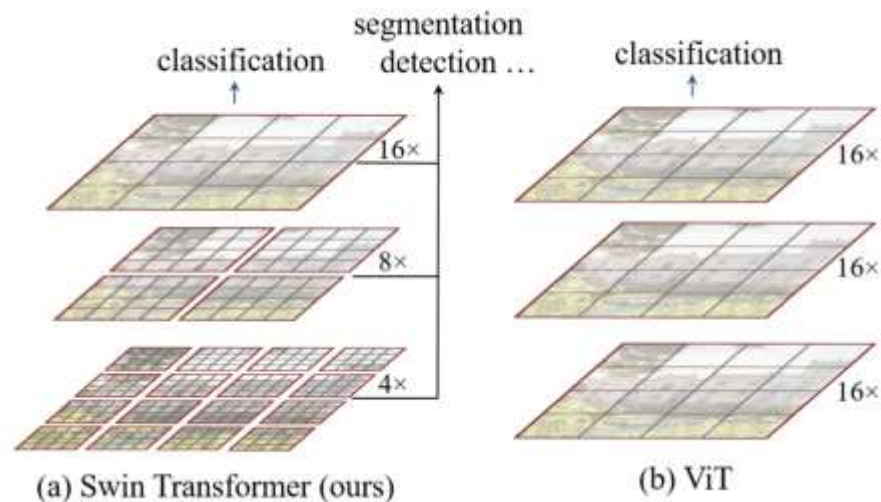 segmentation
classification
detection ...
16×
8×
4×
(a) Swin Transformer (ours)
classification
16×
16×
16×
(b) ViT